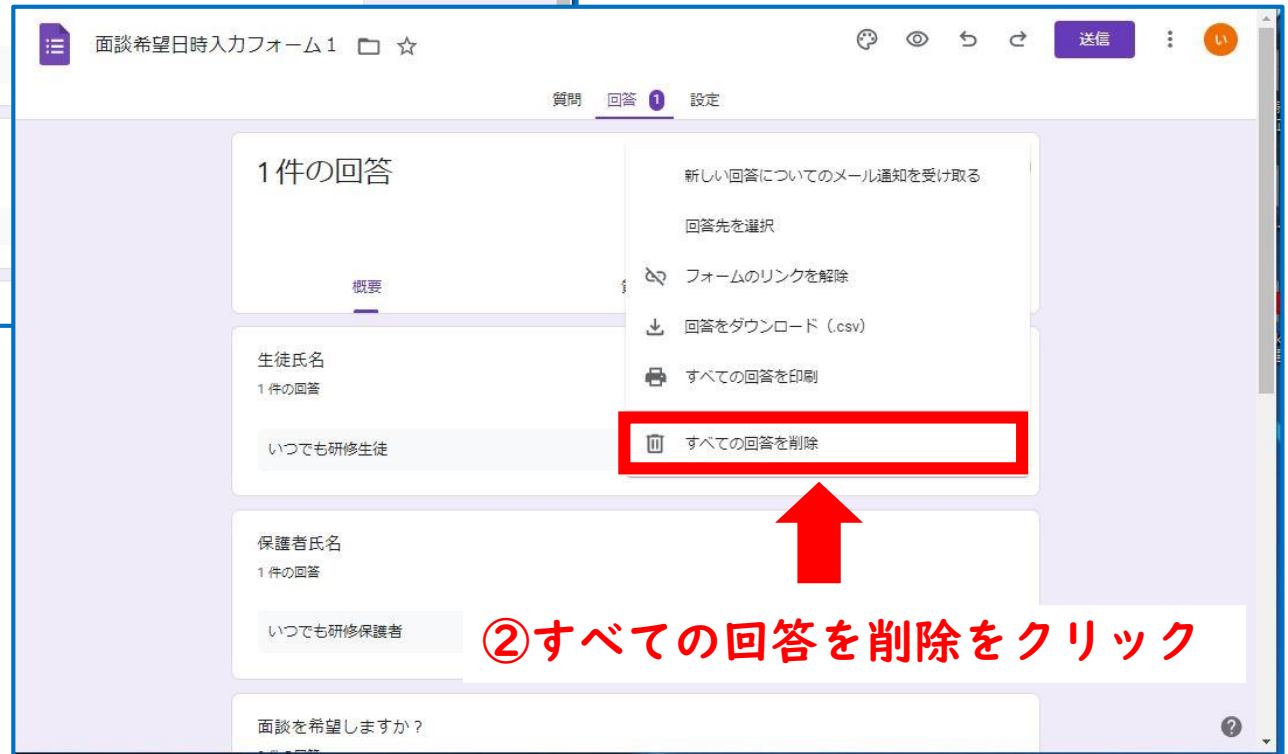 面談希望日時入力フォーム1
送信
い
質問 回答 1 設定
1件の回答
新しい回答についてのメール通知を受け取る
回答先を選択
フォームのリンクを解除
回答をダウンロード（.csv）
すべての回答を印刷
すべての回答を削除
概要
生徒氏名
1 件の回答
いつでも研修生徒
保護者氏名
1 件の回答
いつでも研修保護者
②すべての回答を削除をクリック
面談を希望しますか？